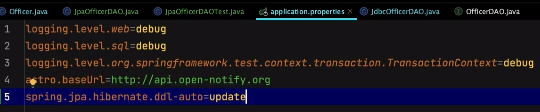 Officer.java JpaOfficerDAO.java JpaOfficerDAOTest.java application.properties JdbcOfficerDAO.java OfficerDAO.java
1 logging.level.web=debug
2 logging.level.sql=debug
3 logging.level.org.springframework.test.context.transaction.TransactionContext=debug
4 astro.baseUrl=http://api.open-notify.org
5 spring.jpa.hibernate.ddl-auto=update